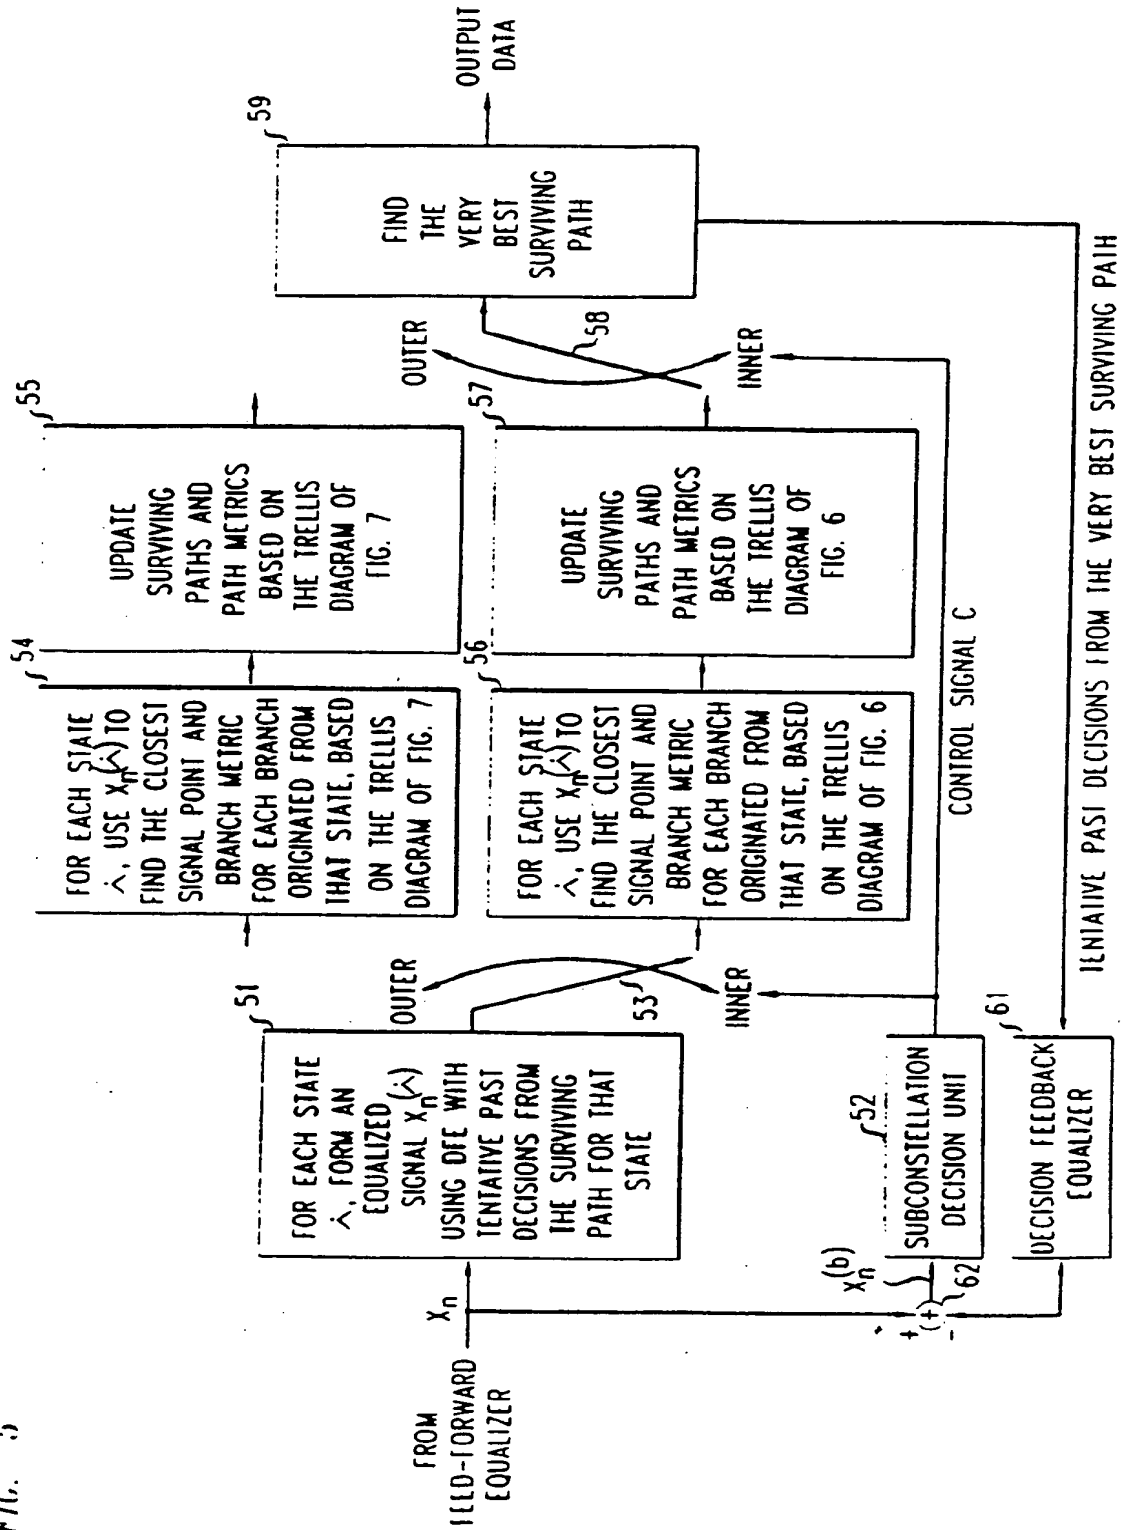 FROM
FEED-FORWARD
EQUALIZER
Xn
51
FOR EACH STATE
i, FORM AN
EQUALIZED
SIGNAL Xn(i)
USING DFE WITH
TENTATIVE PAST
DECISIONS FROM
THE SURVIVING
PATH FOR THAT
STATE
OUTER
53
INNER
54
FOR EACH STATE
i, USE Xn(i) TO
FIND THE CLOSEST
SIGNAL POINT AND
BRANCH METRIC
FOR EACH BRANCH
ORIGINATED FROM
THAT STATE, BASED
ON THE TRELLIS
DIAGRAM OF FIG. 7
55
UPDATE
SURVIVING
PATHS AND
PATH METRICS
BASED ON
THE TRELLIS
DIAGRAM OF
FIG. 7
56
FOR EACH STATE
i, USE Xn(i) TO
FIND THE CLOSEST
SIGNAL POINT AND
BRANCH METRIC
FOR EACH BRANCH
ORIGINATED FROM
THAT STATE, BASED
ON THE TRELLIS
DIAGRAM OF FIG. 6
57
UPDATE
SURVIVING
PATHS AND
PATH METRICS
BASED ON
THE TRELLIS
DIAGRAM OF
FIG. 6
OUTER
58
INNER
59
FIND
THE
VERY
BEST
SURVIVING
PATH
OUTPUT
DATA
+
+
-
Xn(b)
62
52
SUBCONSTELLATION
DECISION UNIT
CONTROL SIGNAL C
61
DECISION FEEDBACK
EQUALIZER
TENTATIVE PAST DECISIONS FROM THE VERY BEST SURVIVING PATH